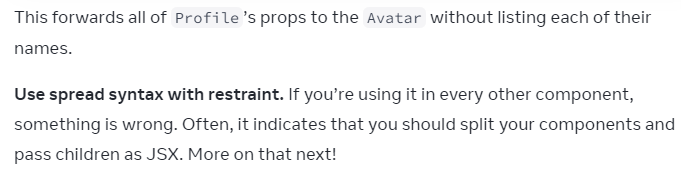 This forwards all of Profile’s props to the Avatar without listing each of their
names.
Use spread syntax with restraint. If you’re using it in every other component,
something is wrong. Often, it indicates that you should split your components and
pass children as JSX. More on that next!